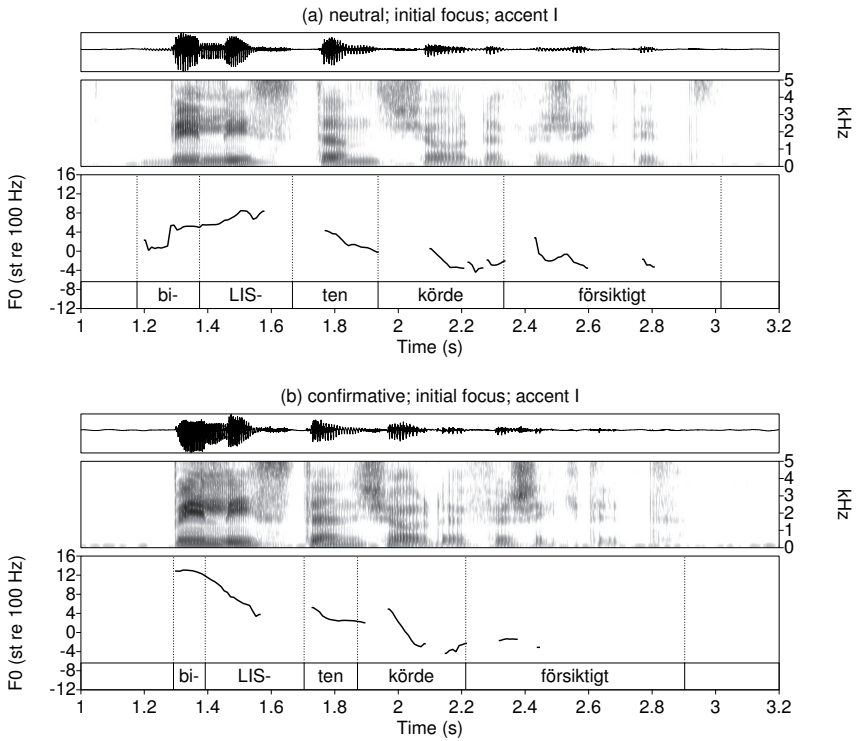 (a) neutral; initial focus; accent I
5
4
3
2
1
0
kHz
16
12
8
4
0
-4
-8
-12
F0 (st re 100 Hz)
bi- LIS- ten körde försiktigt
1 1.2 1.4 1.6 1.8 2 2.2 2.4 2.6 2.8 3 3.2
Time (s)
(b) confirmative; initial focus; accent I
5
4
3
2
1
0
kHz
16
12
8
4
0
-4
-8
-12
F0 (st re 100 Hz)
bi- LIS- ten körde försiktigt
1 1.2 1.4 1.6 1.8 2 2.2 2.4 2.6 2.8 3 3.2
Time (s)